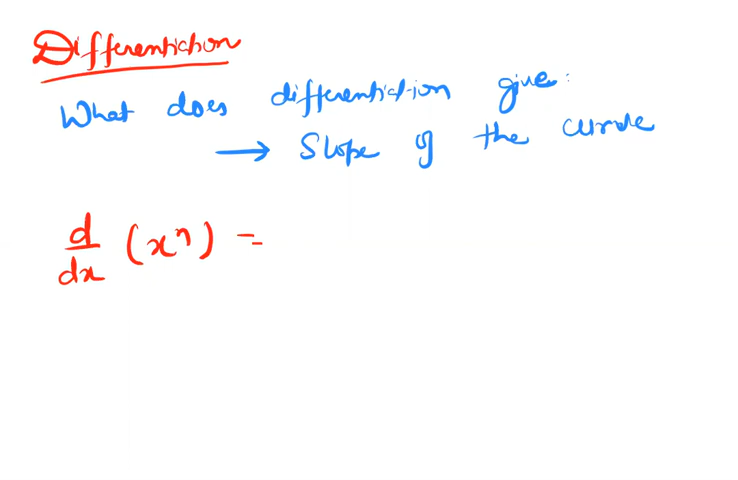 Differentiation
What does differentiation give:
→ Slope of the curve
d/dx (xⁿ) =